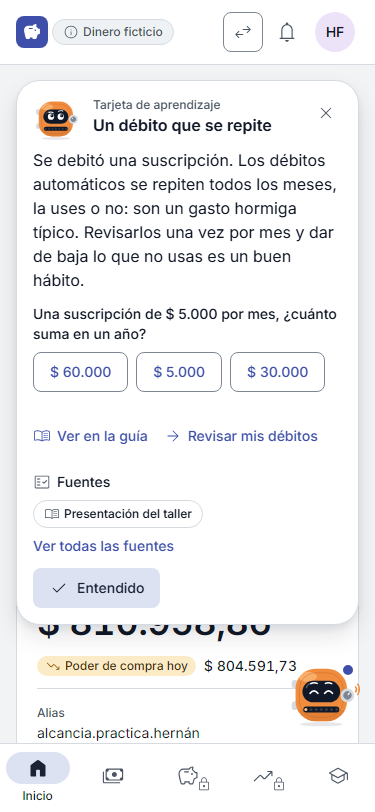 Dinero ficticio
HF
Tarjeta de aprendizaje
Un débito que se repite
Se debitó una suscripción. Los débitos
automáticos se repiten todos los meses,
la uses o no: son un gasto hormiga
típico. Revisarlos una vez por mes y dar
de baja lo que no usas es un buen
hábito.
Una suscripción de $ 5.000 por mes, ¿cuánto
suma en un año?
$ 60.000 $ 5.000 $ 30.000
Ver en la guía Revisar mis débitos
Fuentes
Presentación del taller
Ver todas las fuentes
Entendido
Poder de compra hoy $ 804.591,73
Alias
alcancia.practica.hernán
Inicio